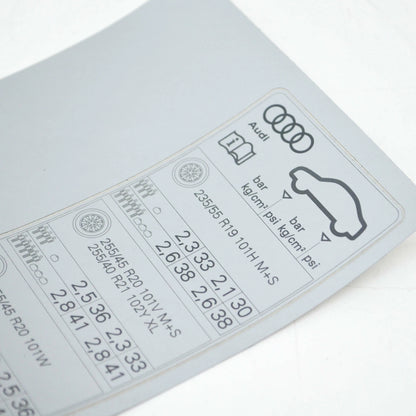 Audi
bar bar
kg/cm² psi kg/cm² psi
235/55 R19 101H M+S
2,3 33 2,1 30
2,6 38 2,6 38
255/45 R20 101V M+S
255/40 R21 102Y XL
2,5 36 2,3 33
2,8 41 2,8 41
5/45 R20 101W
2,5 36